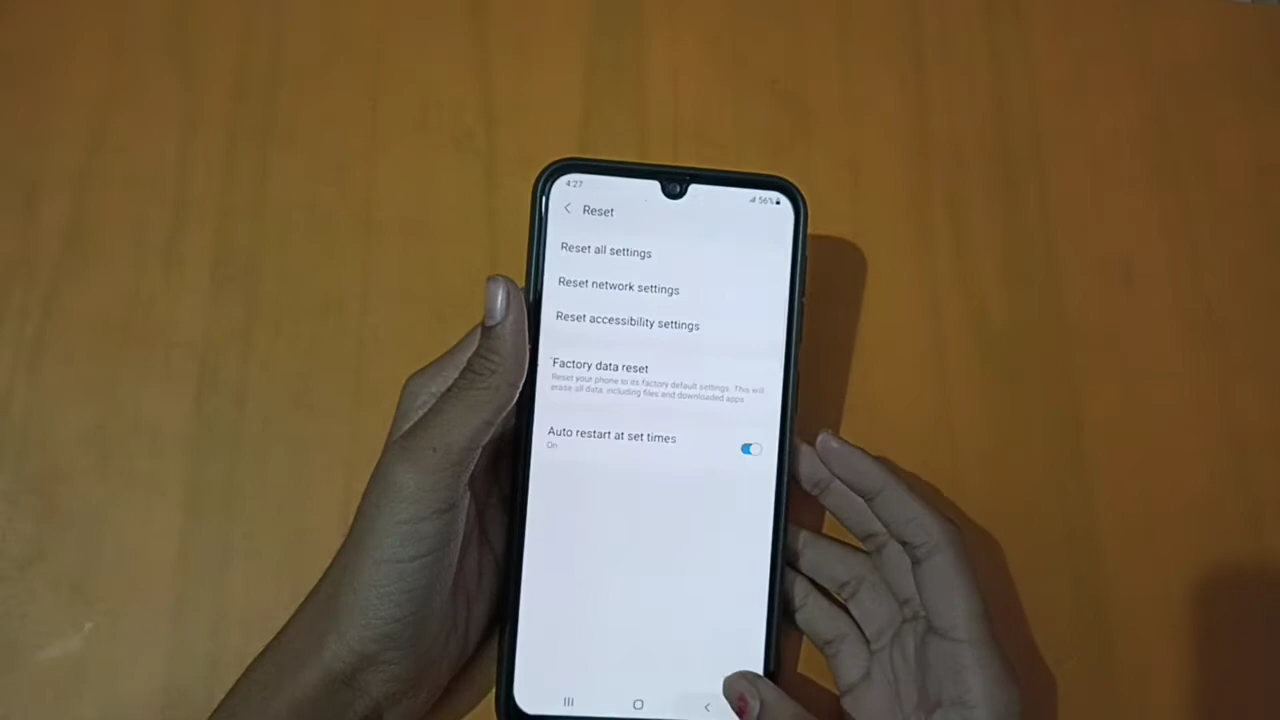 4:27
56%
Reset
Reset all settings
Reset network settings
Reset accessibility settings
Factory data reset
Reset your phone to its factory default settings. This will
erase all data, including files and downloaded apps
Auto restart at set times
On